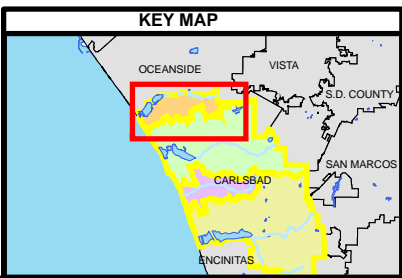 KEY MAP
OCEANSIDE
VISTA
S.D. COUNTY
SAN MARCOS
CARLSBAD
ENCINITAS